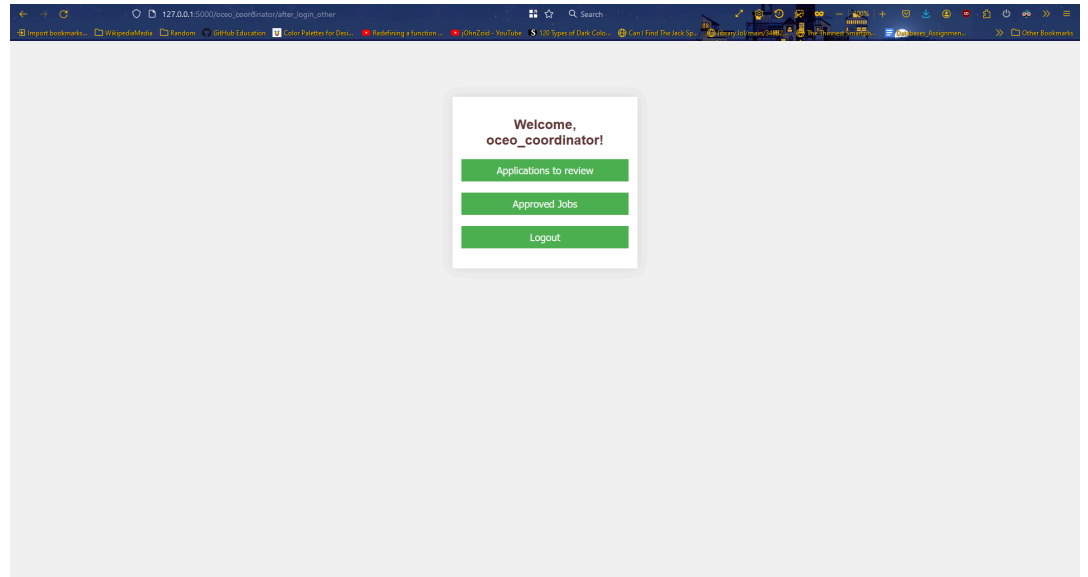 127.0.0.1:5000/oceo_coordinator/after_login_other
Search
Import bookmarks...
WikipediaMedia
Random
GitHub Education
Color Palettes for Desi...
Redefining a function ...
jOhnZoid - YouTube
120 Types of Dark Colo...
Can I Find The Jack Sp...
Other Bookmarks
Welcome,
oceo_coordinator!
Applications to review
Approved Jobs
Logout